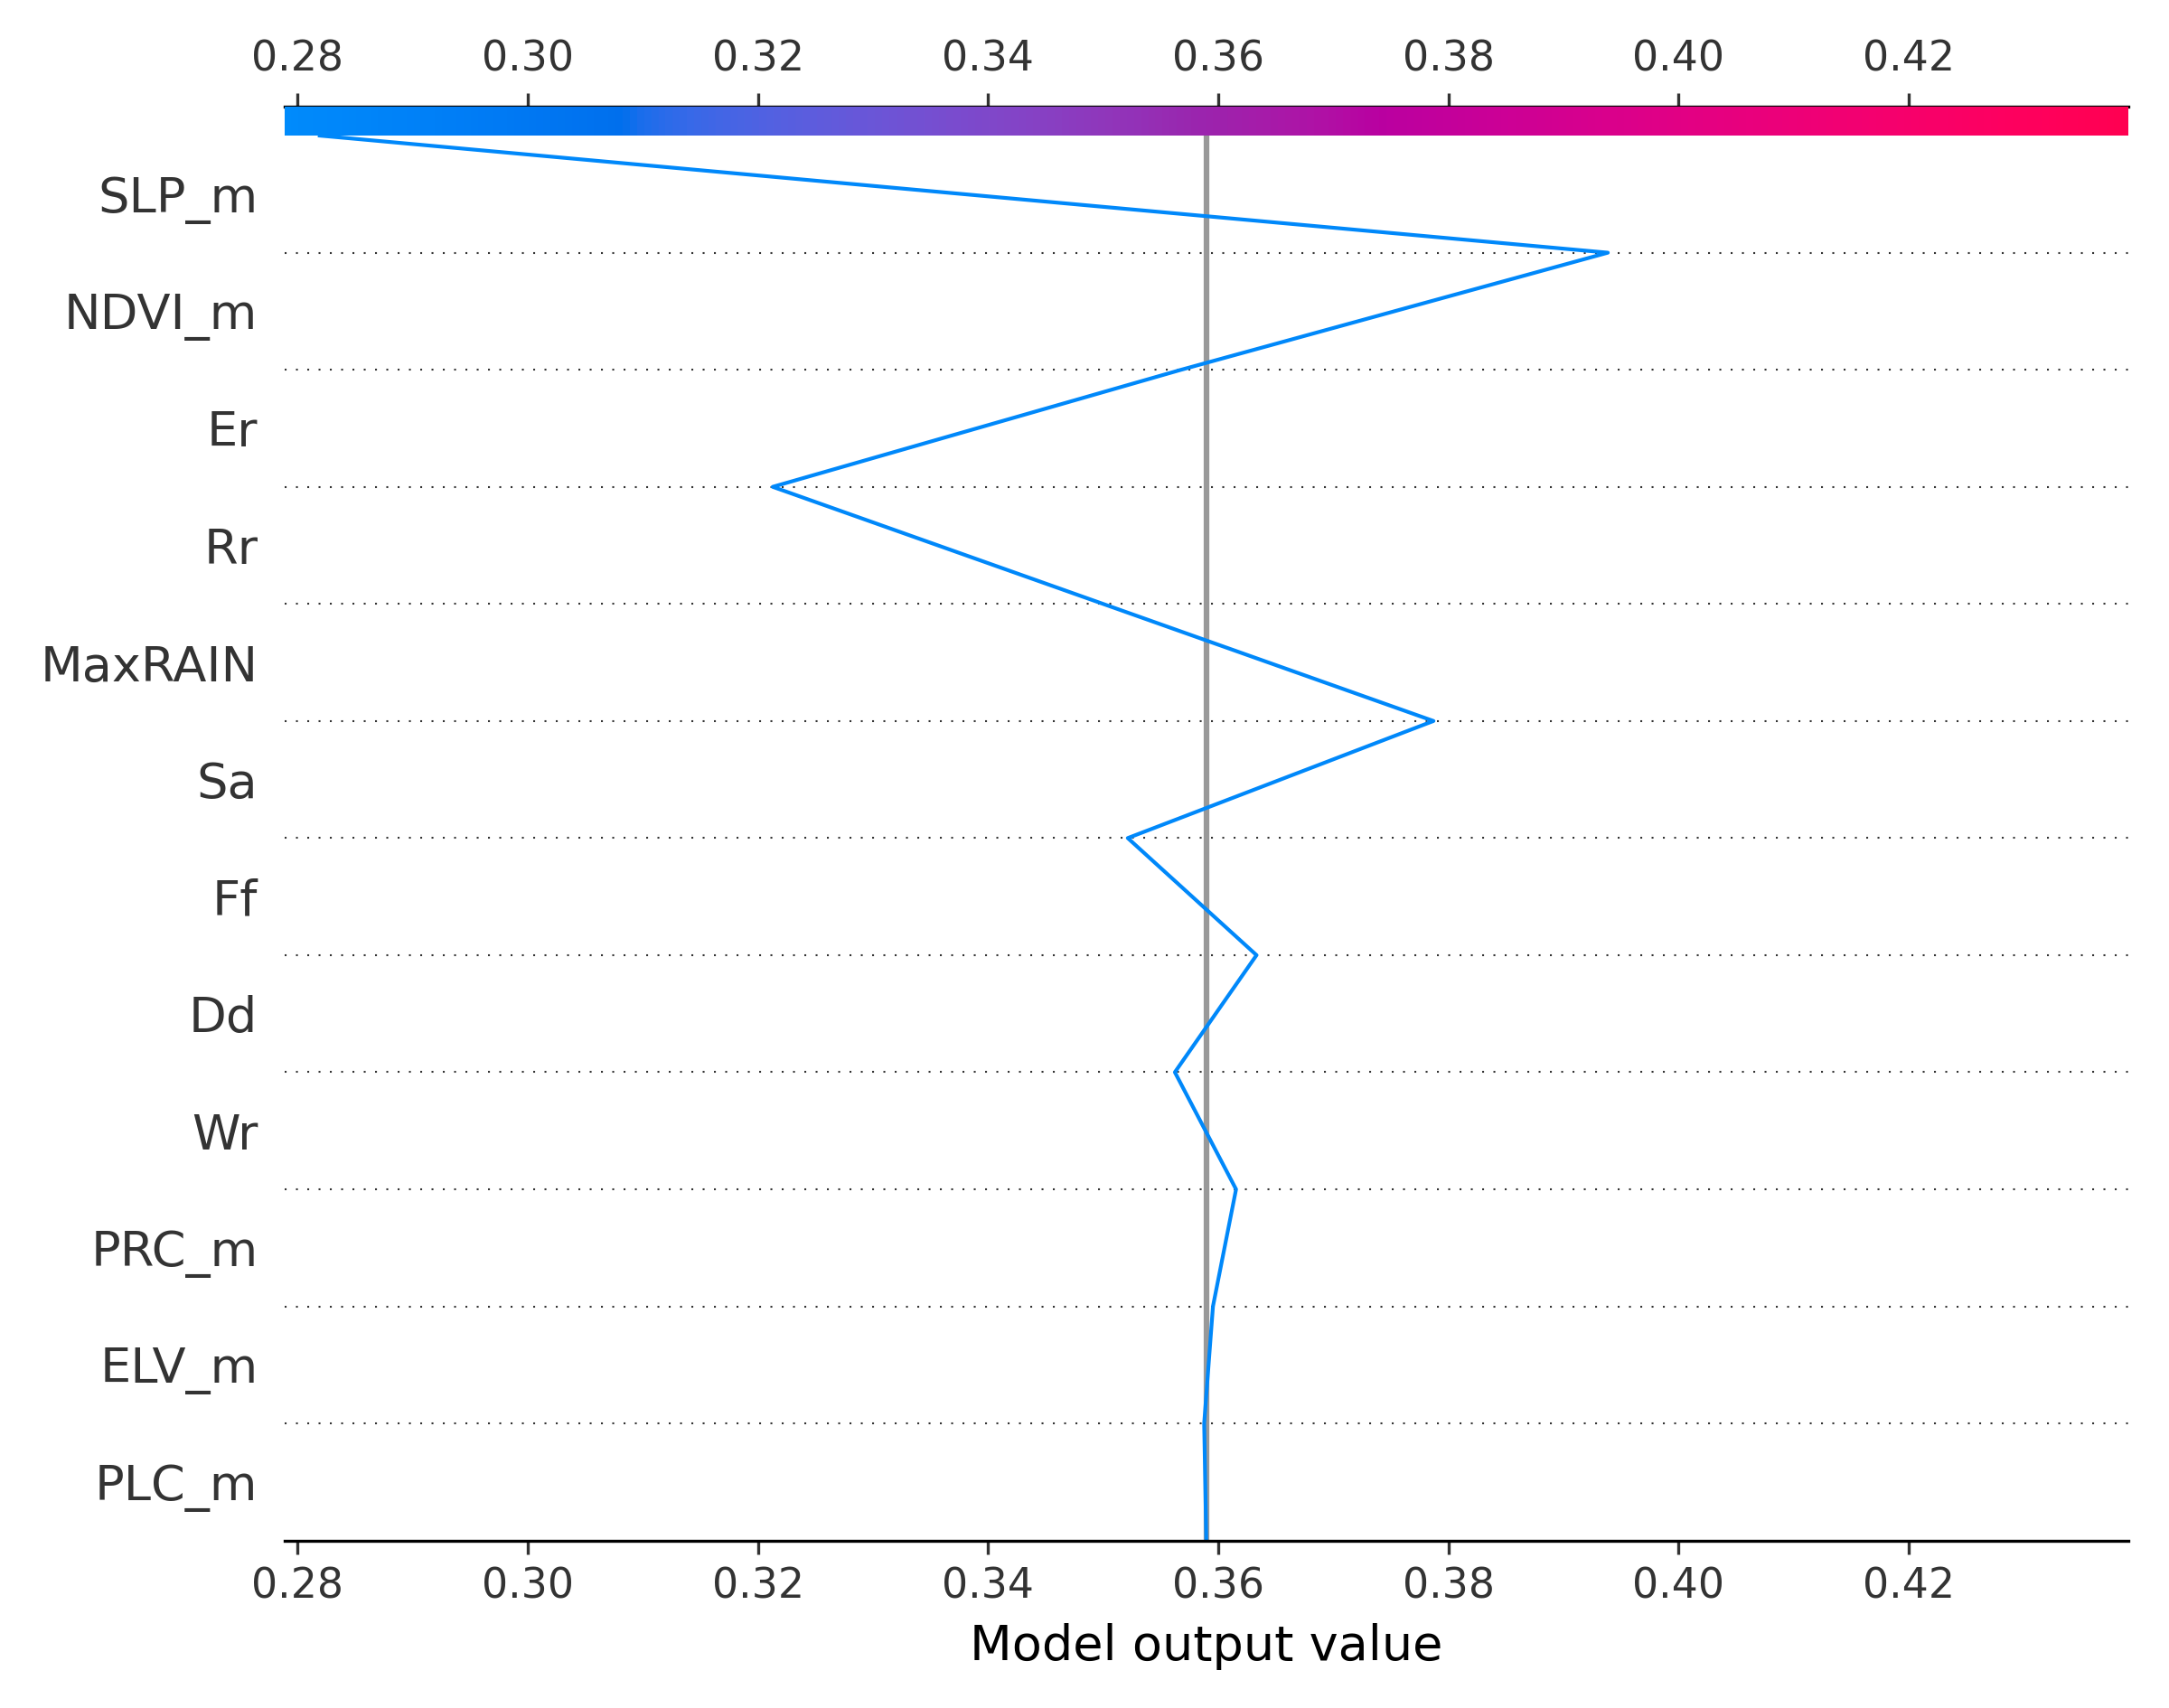 0.28 0.30 0.32 0.34 0.36 0.38 0.40 0.42
SLP_m
NDVI_m
Er
Rr
MaxRAIN
Sa
Ff
Dd
Wr
PRC_m
ELV_m
PLC_m
0.28 0.30 0.32 0.34 0.36 0.38 0.40 0.42
Model output value